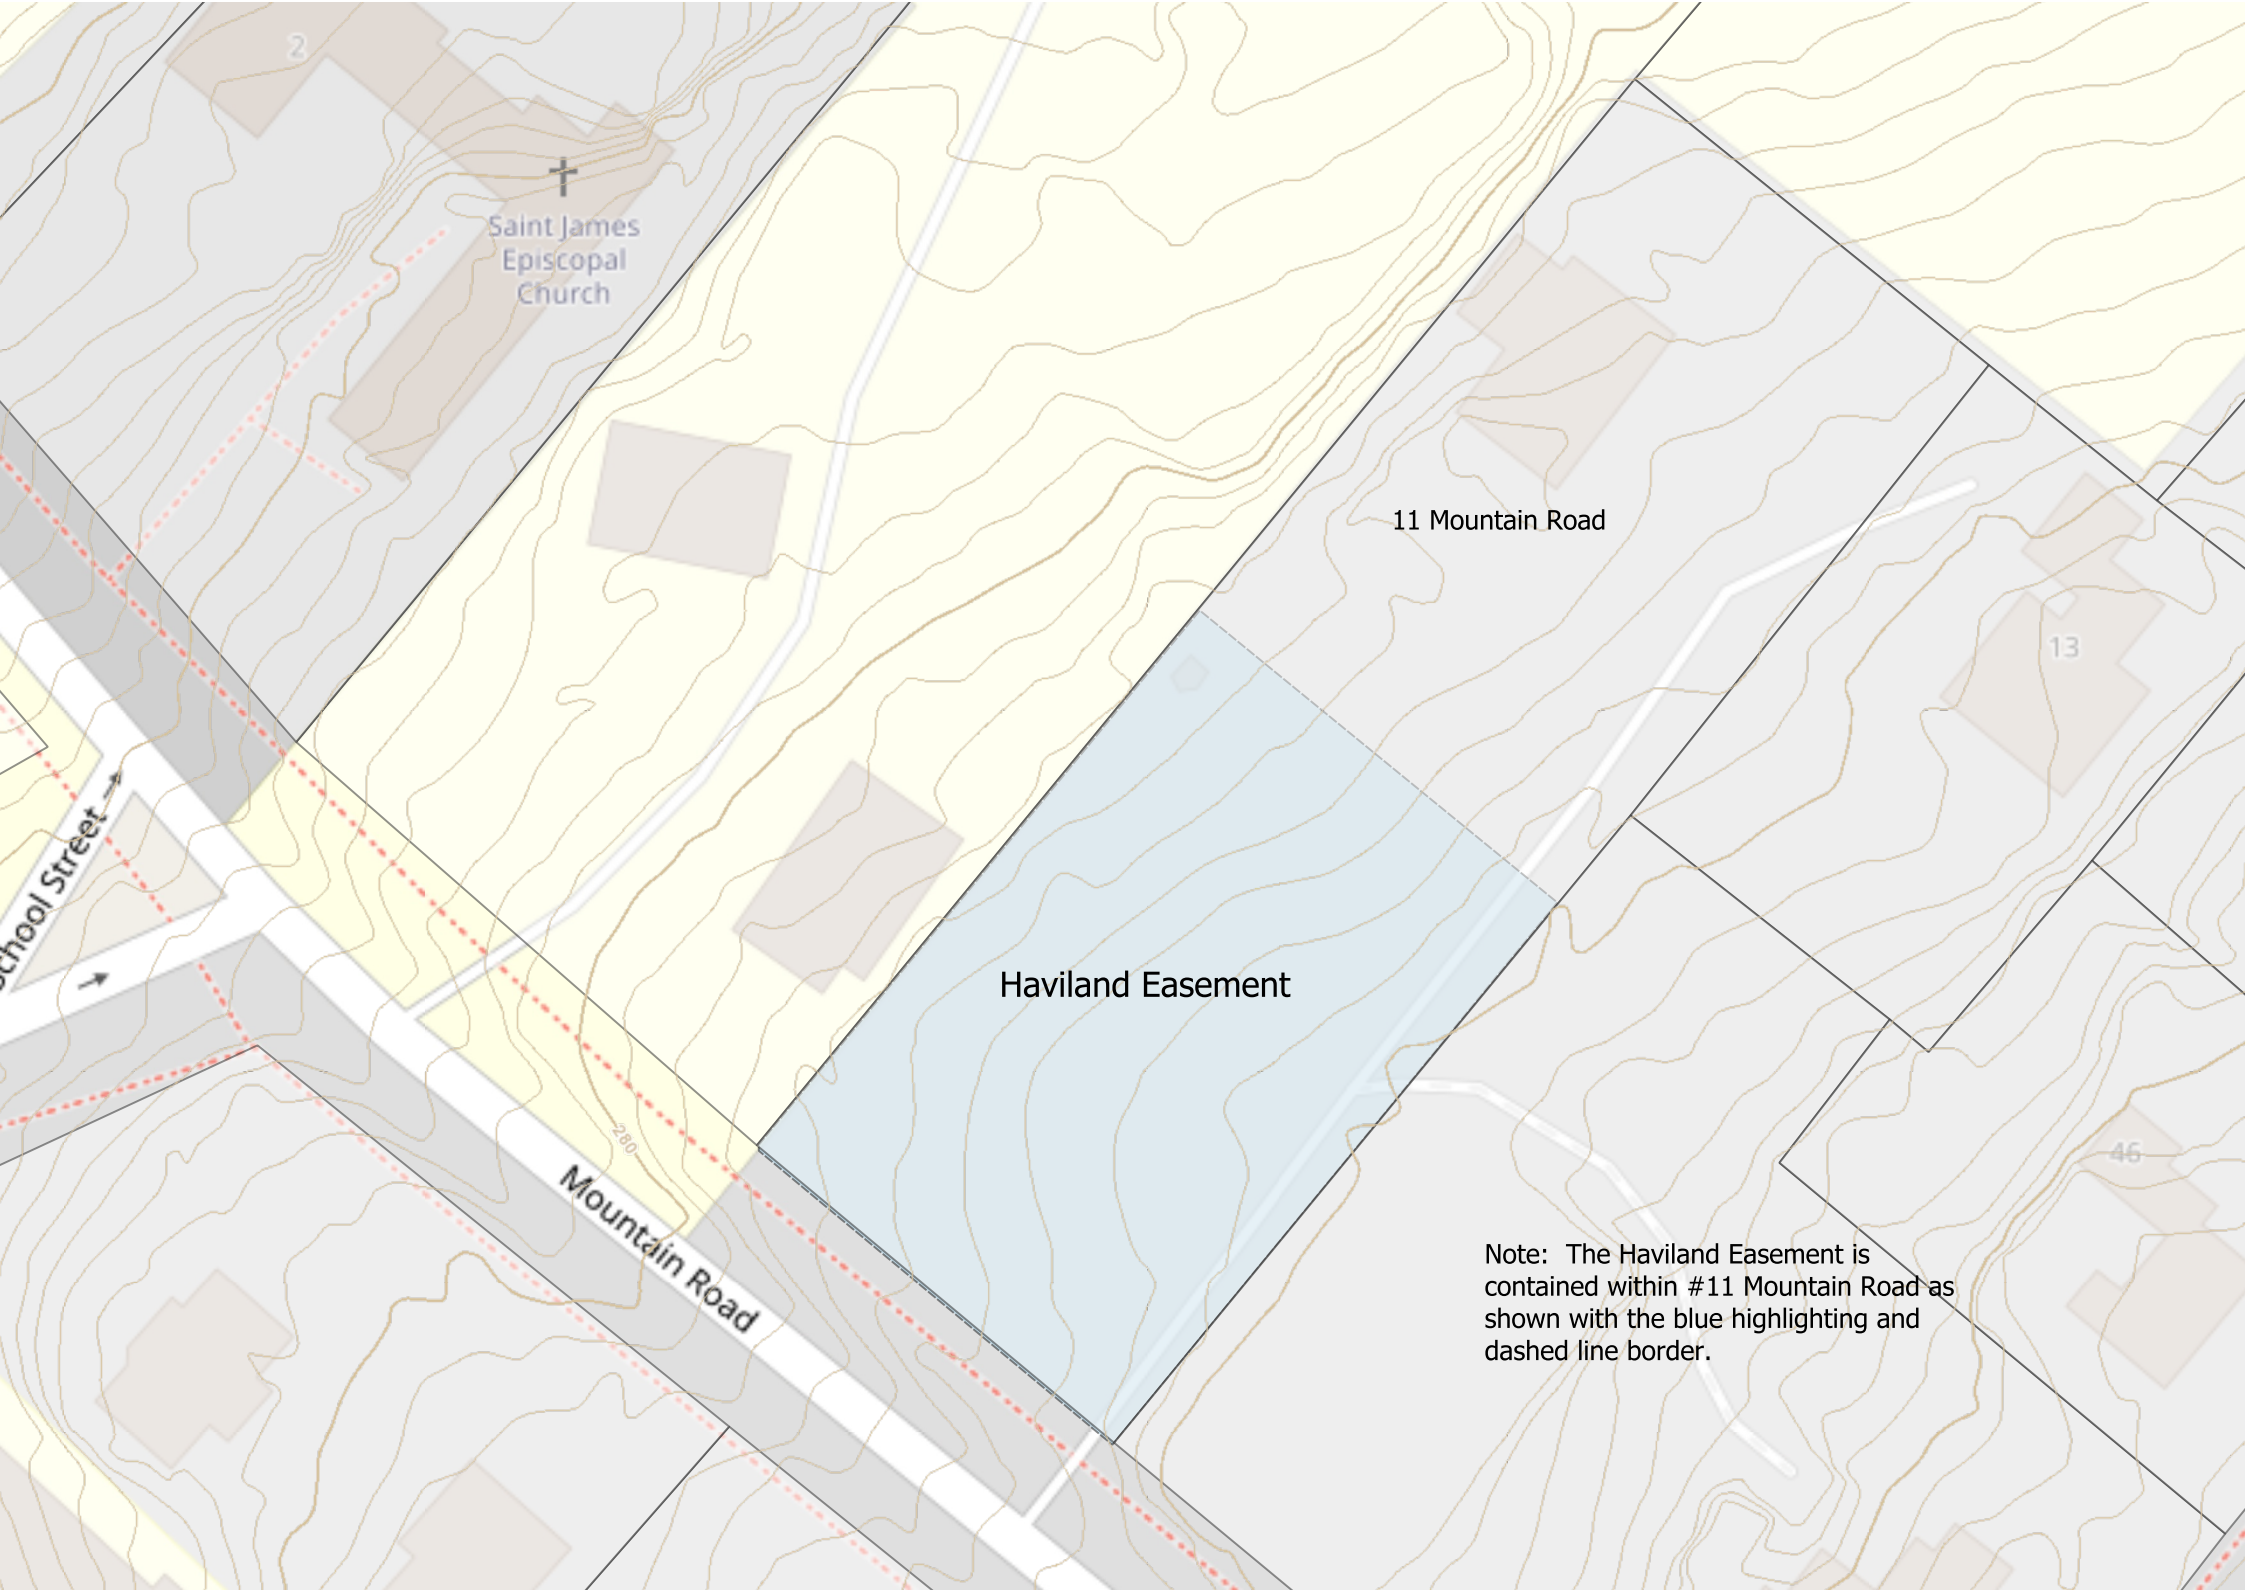 2
Saint James
Episcopal
Church
11 Mountain Road
13
School Street
Haviland Easement
280
Mountain Road
46
Note:  The Haviland Easement is
contained within #11 Mountain Road as
shown with the blue highlighting and
dashed line border.